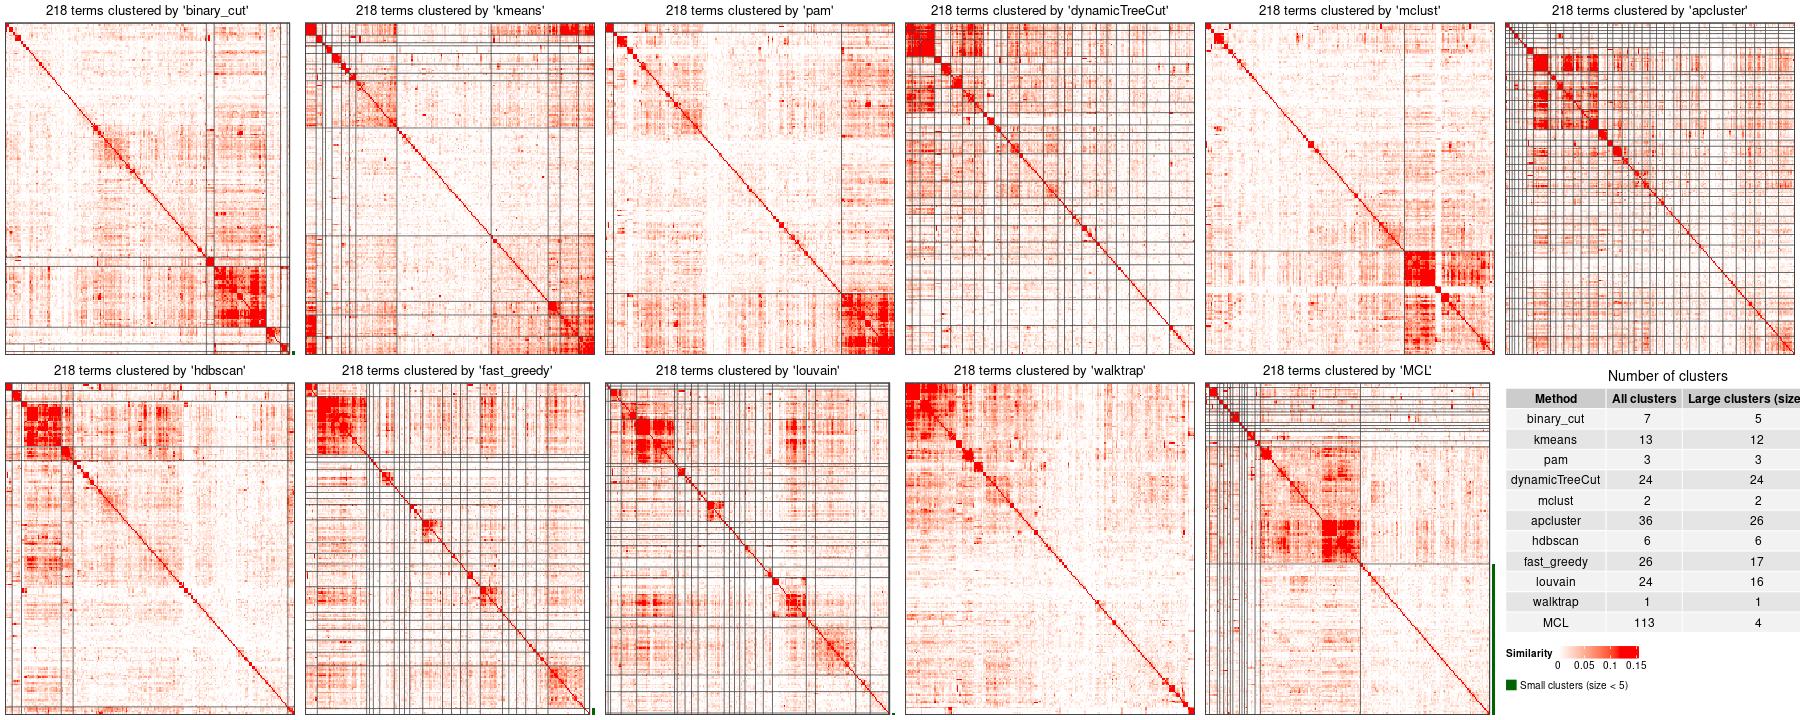 218 terms clustered by 'binary_cut'
218 terms clustered by 'kmeans'
218 terms clustered by 'pam'
218 terms clustered by 'dynamicTreeCut'
218 terms clustered by 'mclust'
218 terms clustered by 'apcluster'
218 terms clustered by 'hdbscan'
218 terms clustered by 'fast_greedy'
218 terms clustered by 'louvain'
218 terms clustered by 'walktrap'
218 terms clustered by 'MCL'
Number of clusters
Method All clusters Large clusters (size
binary_cut 7 5
kmeans 13 12
pam 3 3
dynamicTreeCut 24 24
mclust 2 2
apcluster 36 26
hdbscan 6 6
fast_greedy 26 17
louvain 24 16
walktrap 1 1
MCL 113 4
Similarity
0 0.05 0.1 0.15
Small clusters (size < 5)